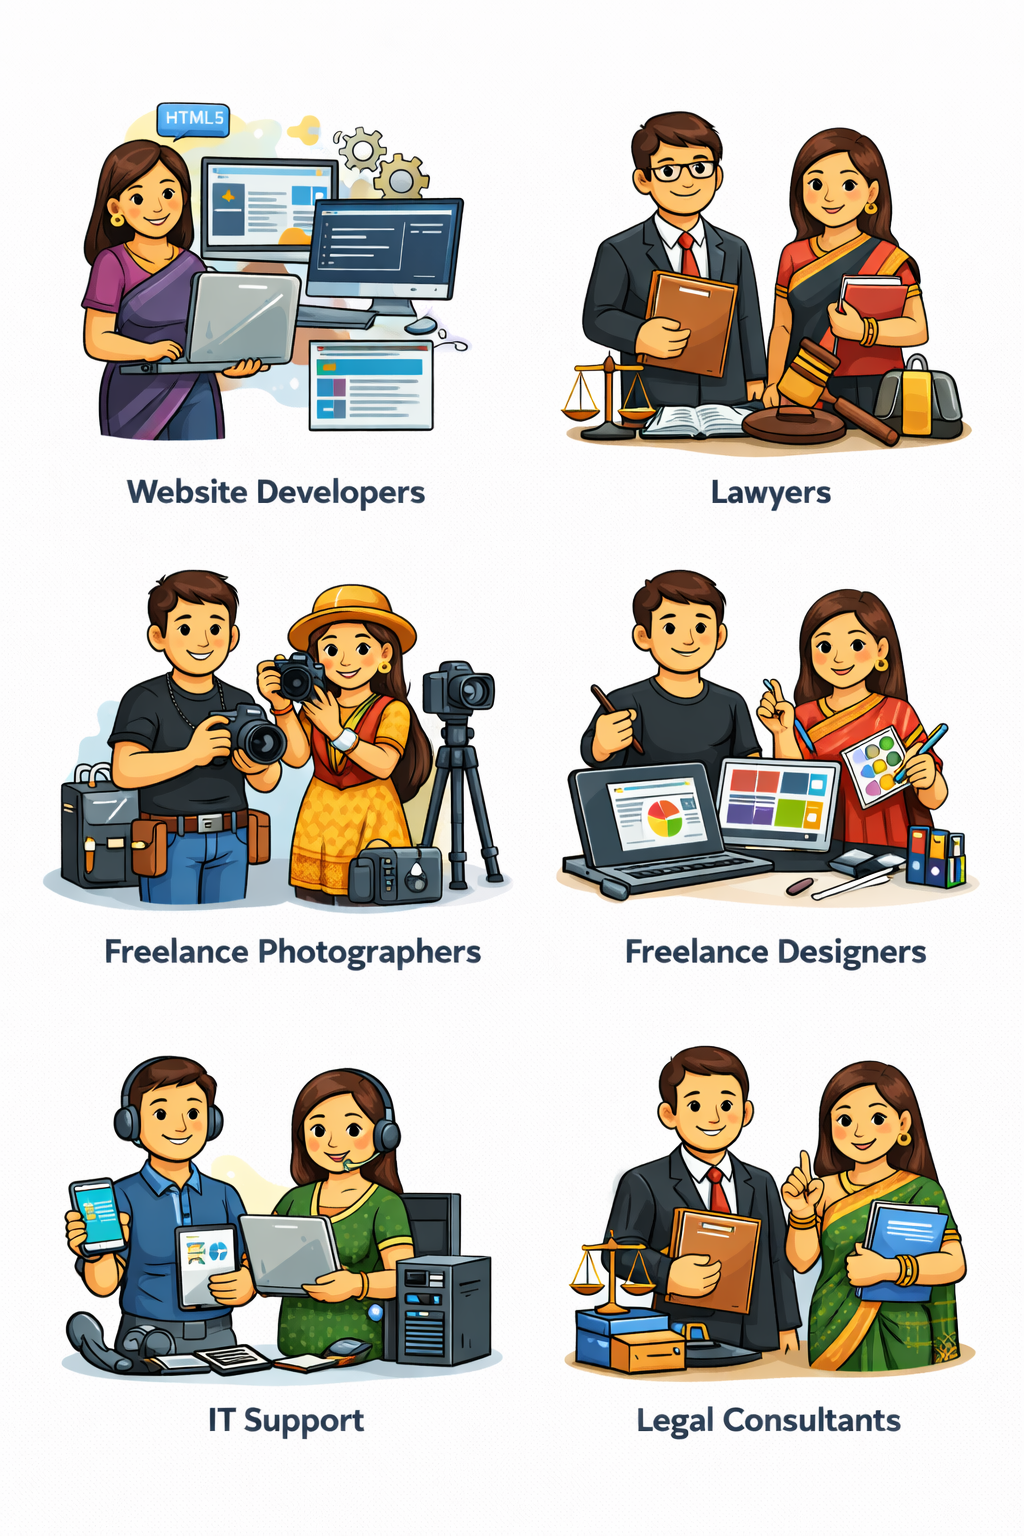 HTML5
Website Developers
Lawyers
Freelance Photographers
Freelance Designers
IT Support
Legal Consultants